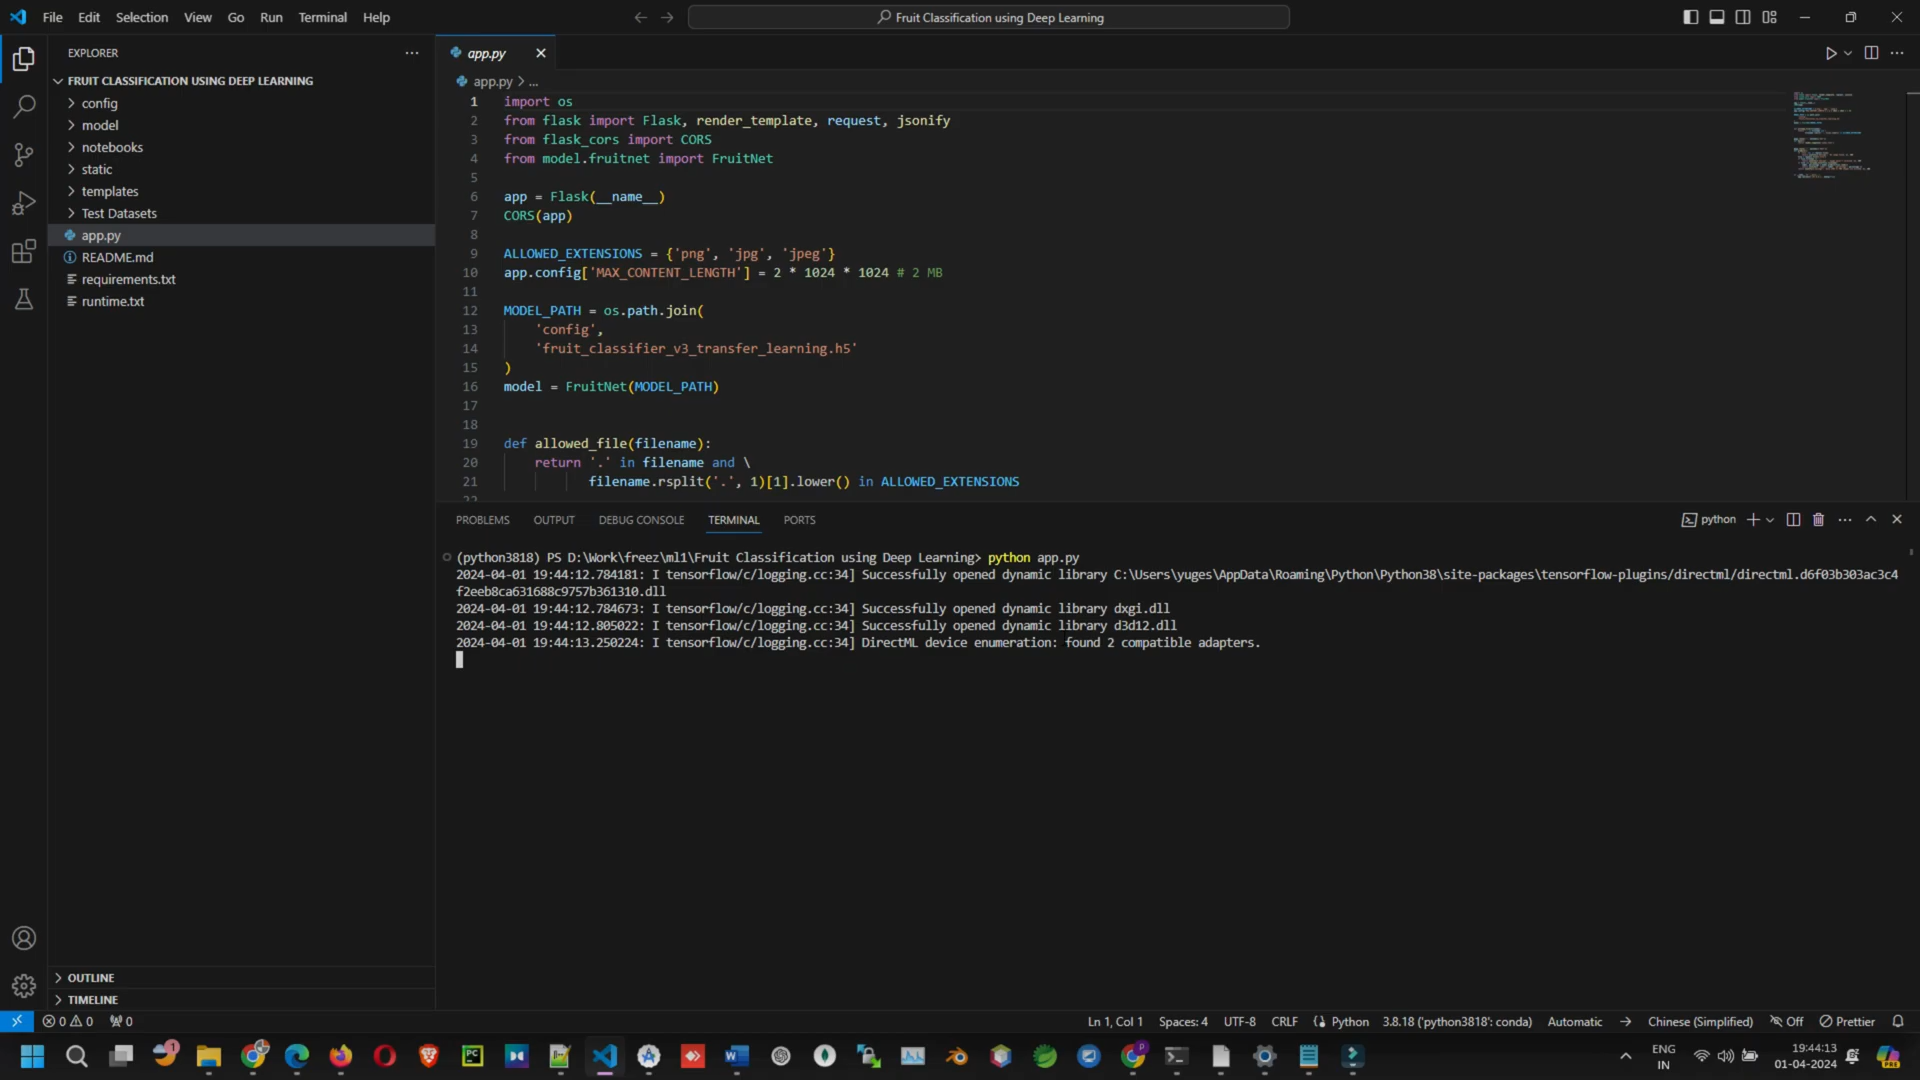 File Edit Selection View Go Run Terminal Help
Fruit Classification using Deep Learning
EXPLORER
FRUIT CLASSIFICATION USING DEEP LEARNING
config
model
notebooks
static
templates
Test Datasets
app.py
README.md
requirements.txt
runtime.txt
OUTLINE
TIMELINE
app.py
app.py > ...
1 import os
2 from flask import Flask, render_template, request, jsonify
3 from flask_cors import CORS
4 from model.fruitnet import FruitNet
5
6 app = Flask(__name__)
7 CORS(app)
8
9 ALLOWED_EXTENSIONS = {'png', 'jpg', 'jpeg'}
10 app.config['MAX_CONTENT_LENGTH'] = 2 * 1024 * 1024 # 2 MB
11
12 MODEL_PATH = os.path.join(
13 'config',
14 'fruit_classifier_v3_transfer_learning.h5'
15 )
16 model = FruitNet(MODEL_PATH)
17
18
19 def allowed_file(filename):
20 return '.' in filename and \
21 filename.rsplit('.', 1)[1].lower() in ALLOWED_EXTENSIONS
22
PROBLEMS OUTPUT DEBUG CONSOLE TERMINAL PORTS
python
(python3818) PS D:\Work\freez\ml1\Fruit Classification using Deep Learning> python app.py
2024-04-01 19:44:12.784181: I tensorflow/c/logging.cc:34] Successfully opened dynamic library C:\Users\yuges\AppData\Roaming\Python\Python38\site-packages\tensorflow-plugins/directml/directml.d6f03b303ac3c4
f2eeb8ca631688c9757b361310.dll
2024-04-01 19:44:12.784673: I tensorflow/c/logging.cc:34] Successfully opened dynamic library dxgi.dll
2024-04-01 19:44:12.805022: I tensorflow/c/logging.cc:34] Successfully opened dynamic library d3d12.dll
2024-04-01 19:44:13.250224: I tensorflow/c/logging.cc:34] DirectML device enumeration: found 2 compatible adapters.
0 0 0
Ln 1, Col 1 Spaces: 4 UTF-8 CRLF Python 3.8.18 ('python3818': conda) Automatic Chinese (Simplified) Off Prettier
1
ENG
IN
19:44:13
01-04-2024